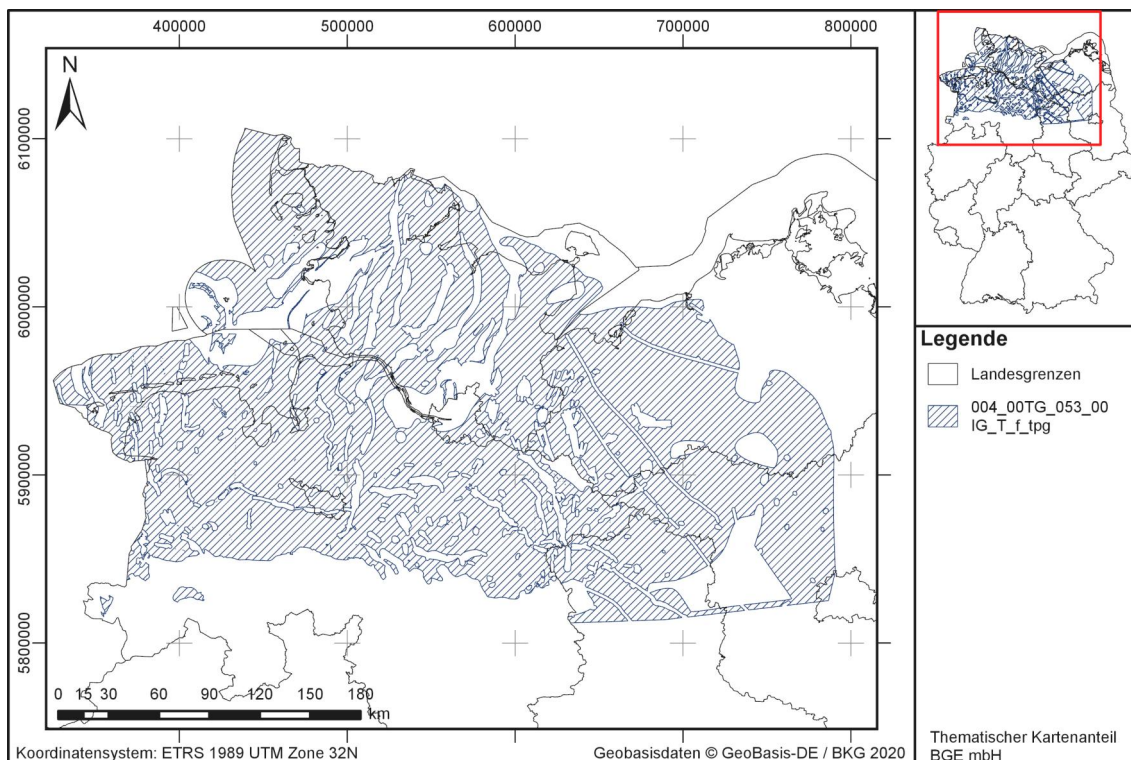 400000 500000 600000 700000 800000
N
6100000
6000000
5900000
5800000
0 15 30 60 90 120 150 180
km
Koordinatensystem: ETRS 1989 UTM Zone 32N
Geobasisdaten © GeoBasis-DE / BKG 2020
Legende
Landesgrenzen
004_00TG_053_00
IG_T_f_tpg
Thematischer Kartenanteil
BGE mbH